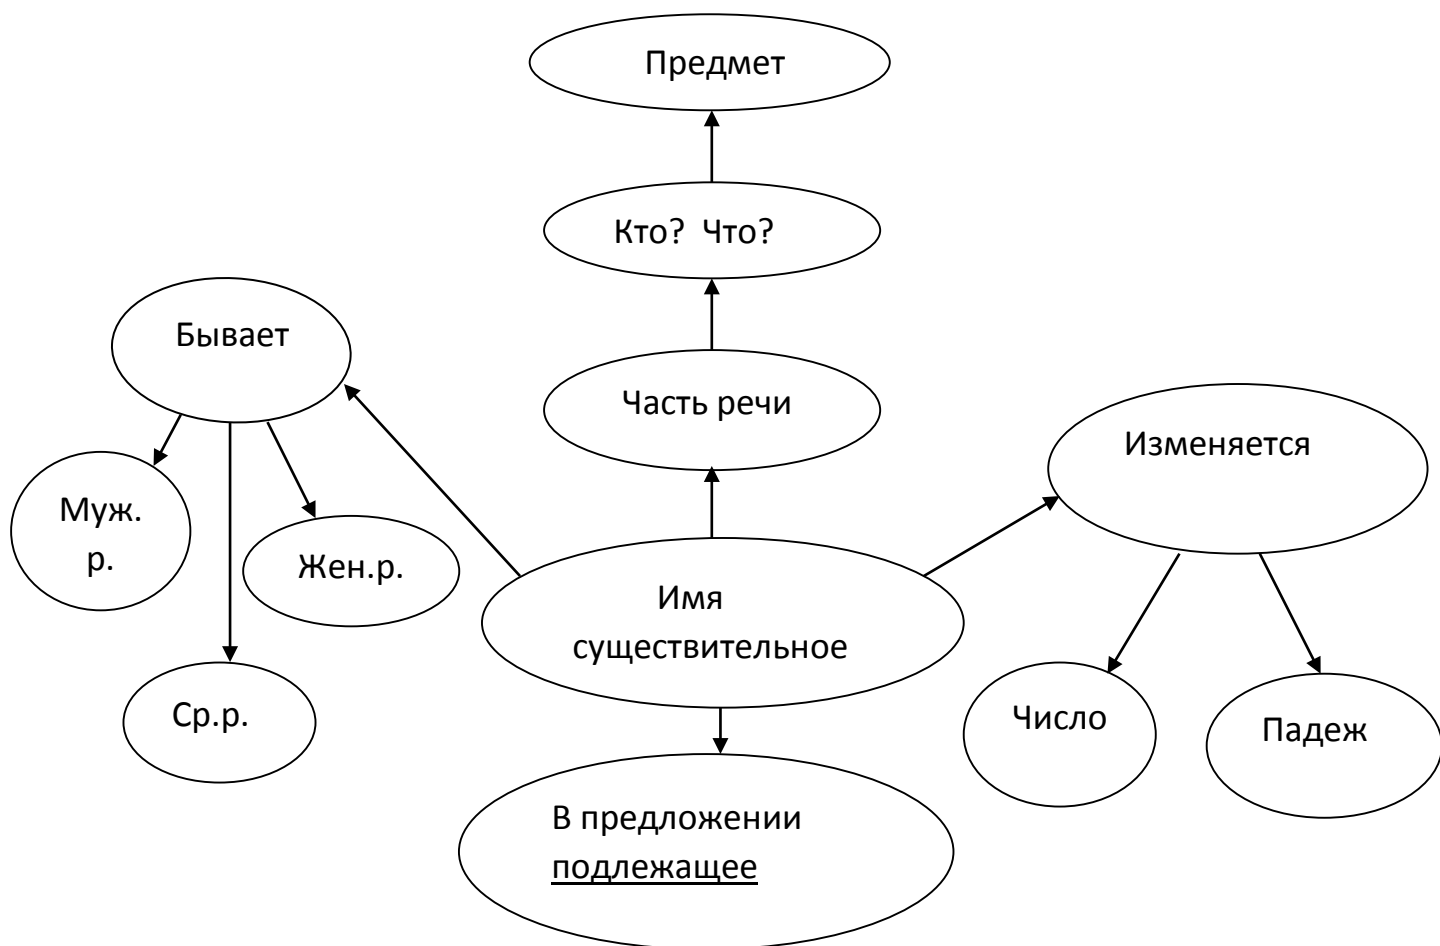 Предмет
Кто?  Что?
Бывает
Часть речи
Изменяется
Муж.
р.
Жен.р.
Имя
существительное
Ср.р.
Число
Падеж
В предложении
подлежащее